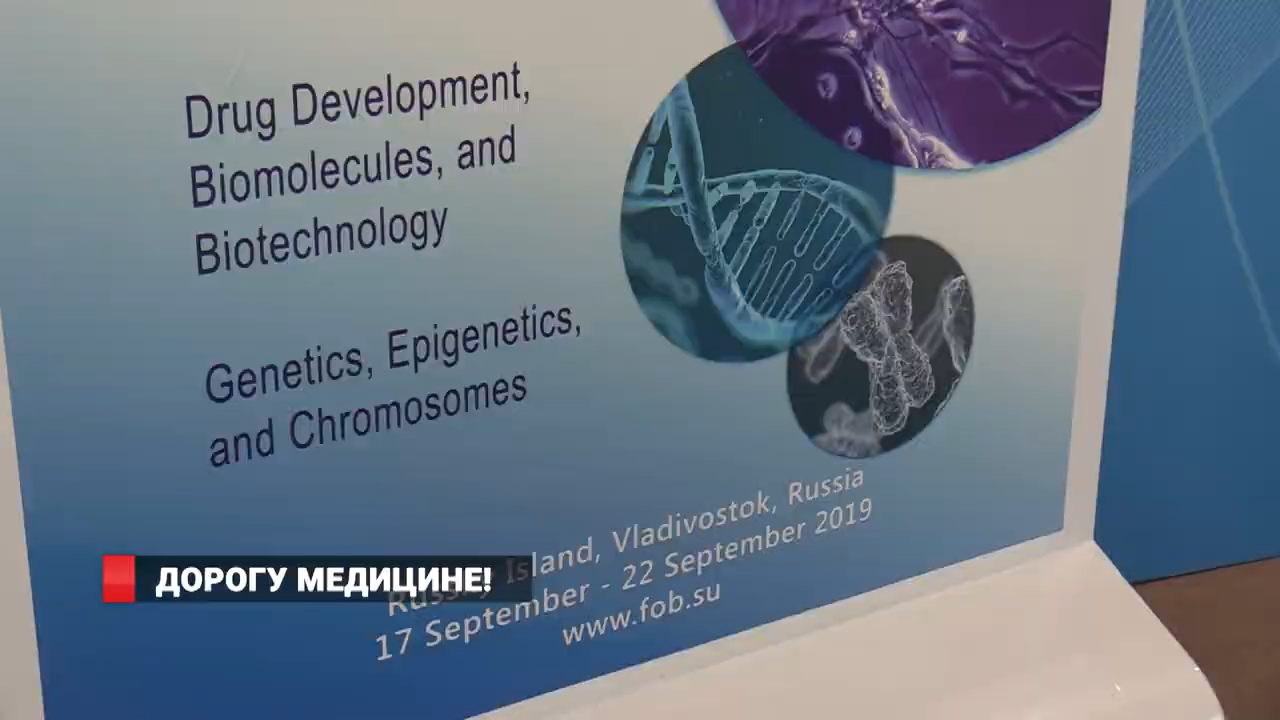 Drug Development,
Biomolecules, and
Biotechnology
Genetics, Epigenetics,
and Chromosomes
Island, Vladivostok, Russia
17 September - 22 September 2019
www.fob.su
ДОРОГУ МЕДИЦИНЕ!